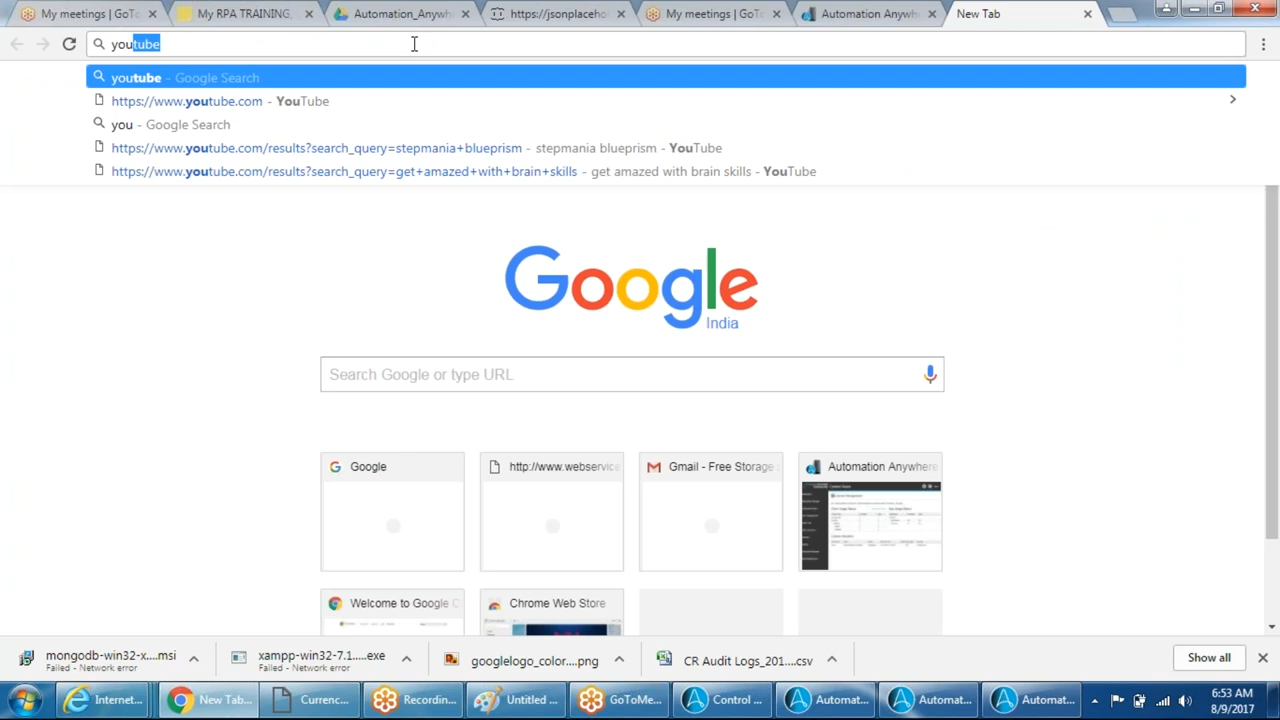 My meetings | GoTo
My RPA TRAINING,
Automation_Anywh
https://jsonplaceho
My meetings | GoTo
Automation Anywh
New Tab
youtube
youtube - Google Search
https://www.youtube.com - YouTube
you - Google Search
https://www.youtube.com/results?search_query=stepmania+blueprism - stepmania blueprism - YouTube
https://www.youtube.com/results?search_query=get+amazed+with+brain+skills - get amazed with brain skills - YouTube
Google
India
Search Google or type URL
Google
http://www.webservice
Gmail - Free Storage
Automation Anywhere
Welcome to Google C
Chrome Web Store
mongodb-win32-x....msi
Failed - Network error
xampp-win32-7.1.....exe
Failed - Network error
googlelogo_color....png
CR Audit Logs_201....csv
Show all
Internet...
New Tab...
Currenc...
Recordin...
Untitled ...
GoToMe...
Control ...
Automat...
Automat...
Automat...
6:53 AM
8/9/2017